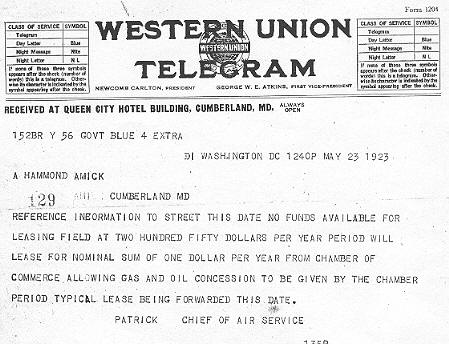 Form 1204
WESTERN UNION
WESTERN UNION
TELEGRAM
NEWCOMB CARLTON, PRESIDENT
GEORGE W. E. ATKINS, FIRST VICE-PRESIDENT
CLASS OF SERVICE SYMBOL
Telegram
Day Letter Blue
Night Message Nite
Night Letter N L
If none of these three symbols appears after the check (number of words) this is a telegram. Otherwise its character is indicated by the symbol appearing after the check.
CLASS OF SERVICE SYMBOL
Telegram
Day Letter Blue
Night Message Nite
Night Letter N L
If none of these three symbols appears after the check (number of words) this is a telegram. Otherwise its character is indicated by the symbol appearing after the check.
RECEIVED AT QUEEN CITY HOTEL BUILDING, CUMBERLAND, MD. ALWAYS OPEN
152BR Y 56 GOVT BLUE 4 EXTRA
DI WASHINGTON DC 1240P MAY 23 1923
A HAMMOND AMICK
129 CUMBERLAND MD
REFERENCE INFORMATION TO STREET THIS DATE NO FUNDS AVAILABLE FOR
LEASING FIELD AT TWO HUNDRED FIFTY DOLLARS PER YEAR PERIOD WILL
LEASE FOR NOMINAL SUM OF ONE DOLLAR PER YEAR FROM CHAMBER OF
COMMERCE ALLOWING GAS AND OIL CONCESSION TO BE GIVEN BY THE CHAMBER
PERIOD TYPICAL LEASE BEING FORWARDED THIS DATE.
PATRICK CHIEF OF AIR SERVICE